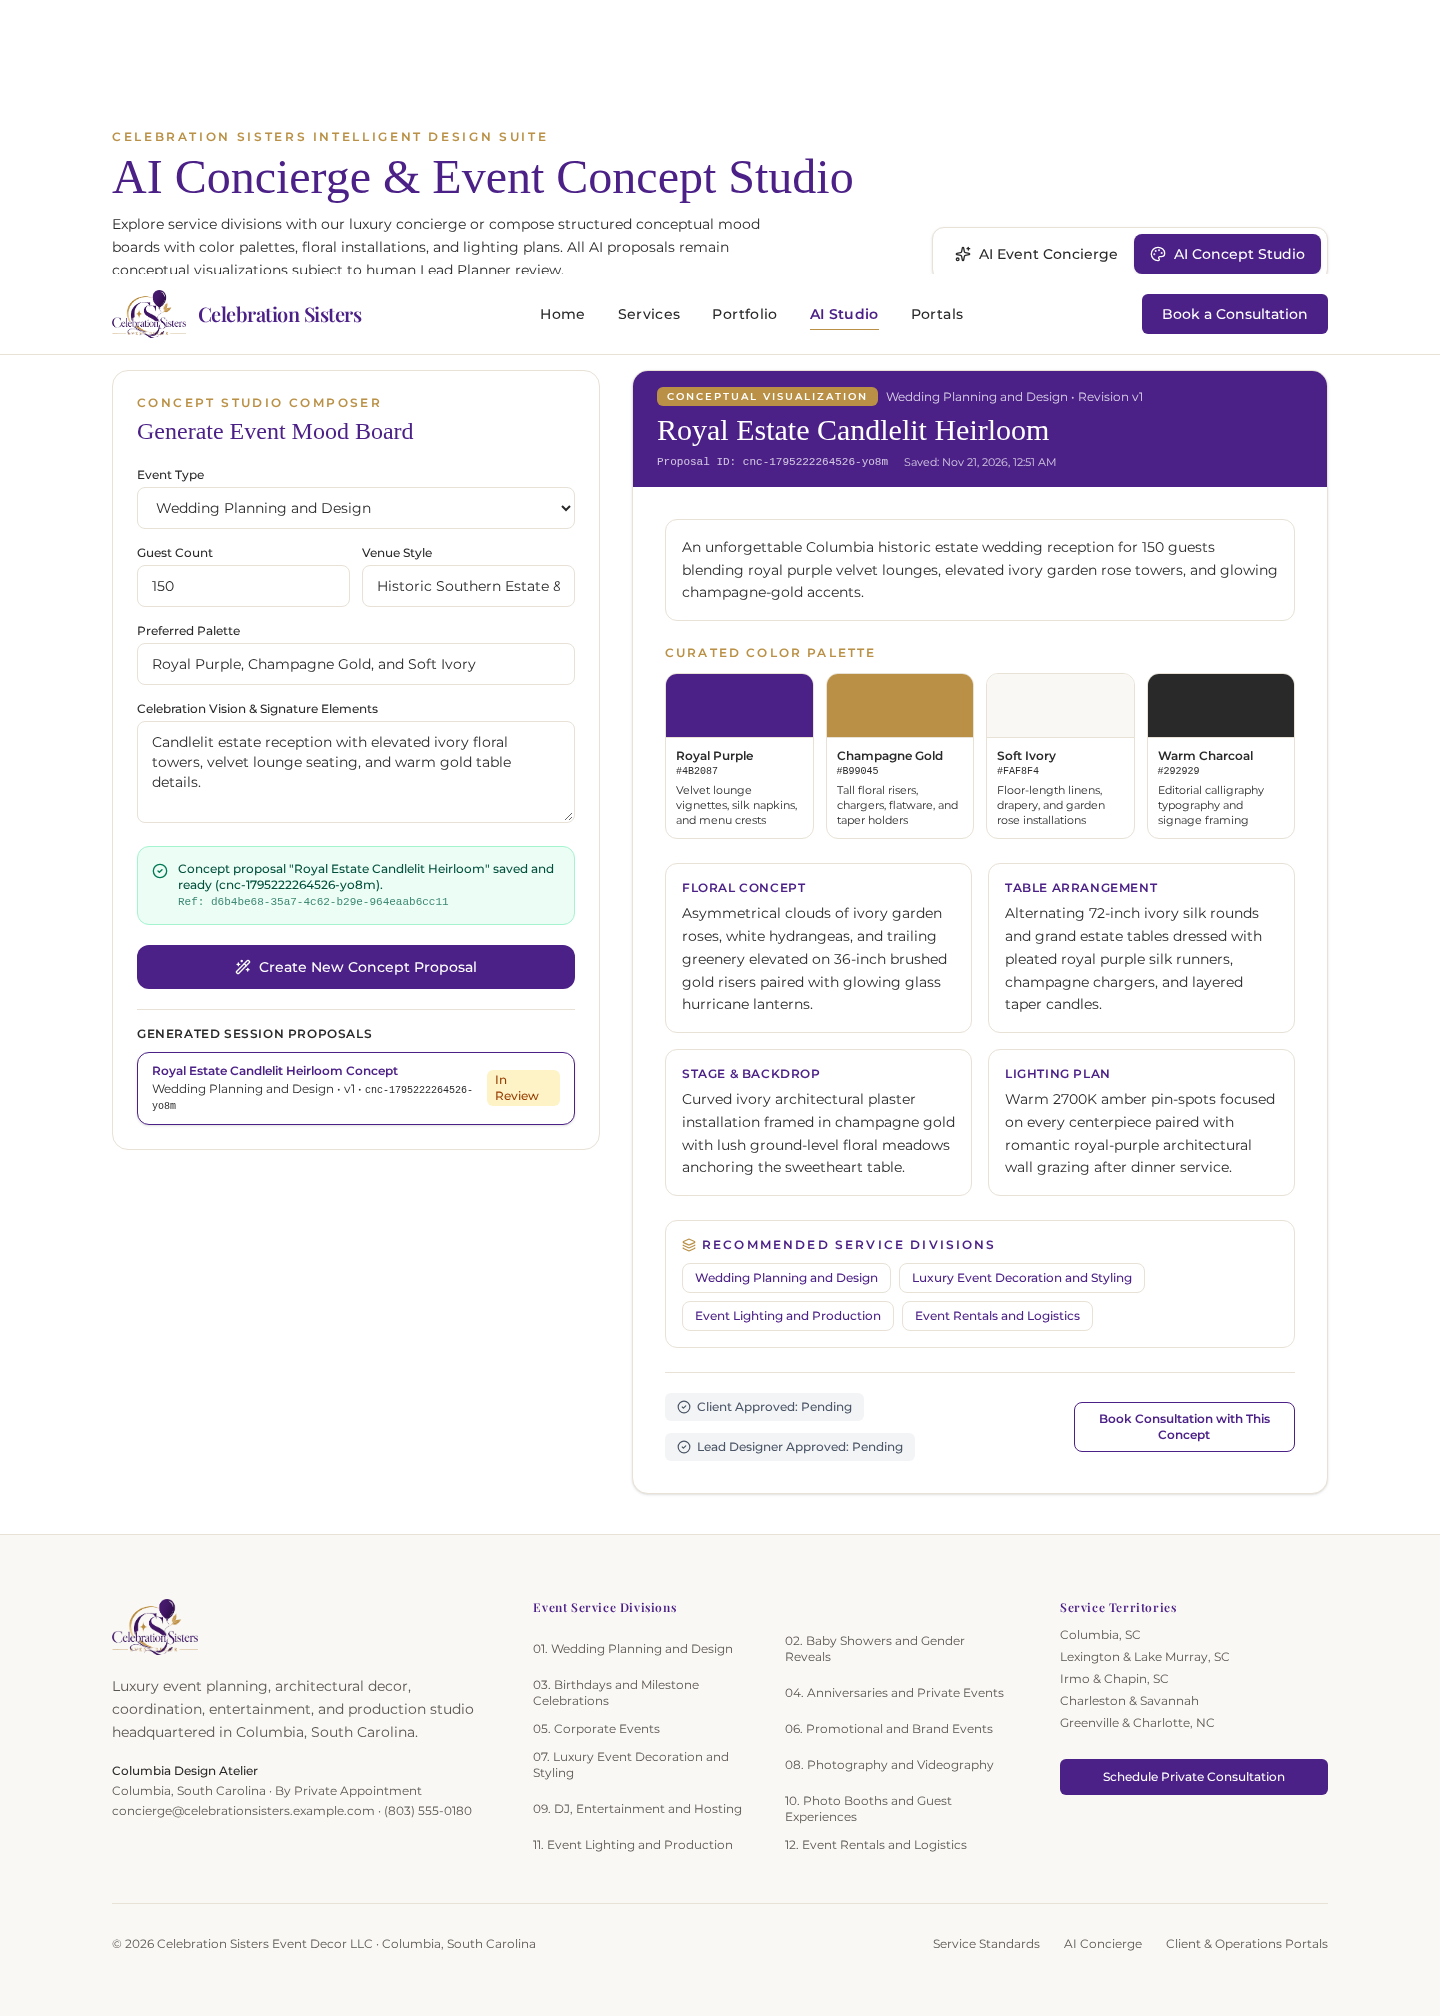 CELEBRATION SISTERS INTELLIGENT DESIGN SUITE
AI Concierge & Event Concept Studio
Explore service divisions with our luxury concierge or compose structured conceptual mood
boards with color palettes, floral installations, and lighting plans. All AI proposals remain
conceptual visualizations subject to human Lead Planner review.
AI Event Concierge
AI Concept Studio
Celebration Sisters
Celebration Sisters
Home
Services
Portfolio
AI Studio
Portals
Book a Consultation
CONCEPT STUDIO COMPOSER
Generate Event Mood Board
Event Type
Wedding Planning and Design
Guest Count
Venue Style
150
Historic Southern Estate &
Preferred Palette
Royal Purple, Champagne Gold, and Soft Ivory
Celebration Vision & Signature Elements
Candlelit estate reception with elevated ivory floral
towers, velvet lounge seating, and warm gold table
details.
Concept proposal "Royal Estate Candlelit Heirloom" saved and
ready (cnc-1795222264526-yo8m).
Ref: d6b4be68-35a7-4c62-b29e-964eaab6cc11
Create New Concept Proposal
GENERATED SESSION PROPOSALS
Royal Estate Candlelit Heirloom Concept
Wedding Planning and Design • v1 • cnc-1795222264526-
yo8m
In
Review
CONCEPTUAL VISUALIZATION
Wedding Planning and Design • Revision v1
Royal Estate Candlelit Heirloom
Proposal ID: cnc-1795222264526-yo8m
Saved: Nov 21, 2026, 12:51 AM
An unforgettable Columbia historic estate wedding reception for 150 guests
blending royal purple velvet lounges, elevated ivory garden rose towers, and glowing
champagne-gold accents.
CURATED COLOR PALETTE
Royal Purple
#4B2087
Velvet lounge
vignettes, silk napkins,
and menu crests
Champagne Gold
#B99045
Tall floral risers,
chargers, flatware, and
taper holders
Soft Ivory
#FAF8F4
Floor-length linens,
drapery, and garden
rose installations
Warm Charcoal
#292929
Editorial calligraphy
typography and
signage framing
FLORAL CONCEPT
Asymmetrical clouds of ivory garden
roses, white hydrangeas, and trailing
greenery elevated on 36-inch brushed
gold risers paired with glowing glass
hurricane lanterns.
TABLE ARRANGEMENT
Alternating 72-inch ivory silk rounds
and grand estate tables dressed with
pleated royal purple silk runners,
champagne chargers, and layered
taper candles.
STAGE & BACKDROP
Curved ivory architectural plaster
installation framed in champagne gold
with lush ground-level floral meadows
anchoring the sweetheart table.
LIGHTING PLAN
Warm 2700K amber pin-spots focused
on every centerpiece paired with
romantic royal-purple architectural
wall grazing after dinner service.
RECOMMENDED SERVICE DIVISIONS
Wedding Planning and Design
Luxury Event Decoration and Styling
Event Lighting and Production
Event Rentals and Logistics
Client Approved: Pending
Lead Designer Approved: Pending
Book Consultation with This
Concept
Celebration Sisters
Luxury event planning, architectural decor,
coordination, entertainment, and production studio
headquartered in Columbia, South Carolina.
Columbia Design Atelier
Columbia, South Carolina · By Private Appointment
concierge@celebrationsisters.example.com · (803) 555-0180
Event Service Divisions
01. Wedding Planning and Design
02. Baby Showers and Gender
Reveals
03. Birthdays and Milestone
Celebrations
04. Anniversaries and Private Events
05. Corporate Events
06. Promotional and Brand Events
07. Luxury Event Decoration and
Styling
08. Photography and Videography
09. DJ, Entertainment and Hosting
10. Photo Booths and Guest
Experiences
11. Event Lighting and Production
12. Event Rentals and Logistics
Service Territories
Columbia, SC
Lexington & Lake Murray, SC
Irmo & Chapin, SC
Charleston & Savannah
Greenville & Charlotte, NC
Schedule Private Consultation
© 2026 Celebration Sisters Event Decor LLC · Columbia, South Carolina
Service Standards
AI Concierge
Client & Operations Portals